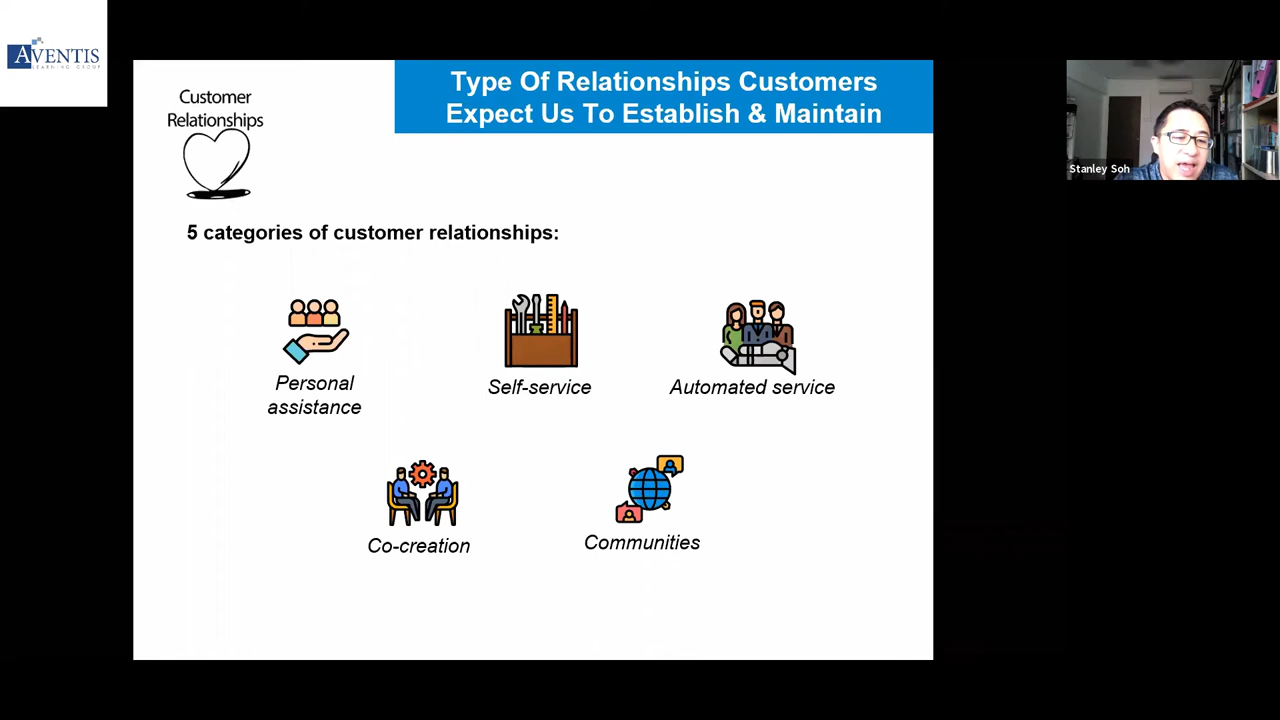 AVENTIS
LEARNING GROUP
Type Of Relationships Customers
Expect Us To Establish & Maintain
Customer
Relationships
Stanley Soh
5 categories of customer relationships:
Personal
assistance
Self-service
Automated service
Co-creation
Communities